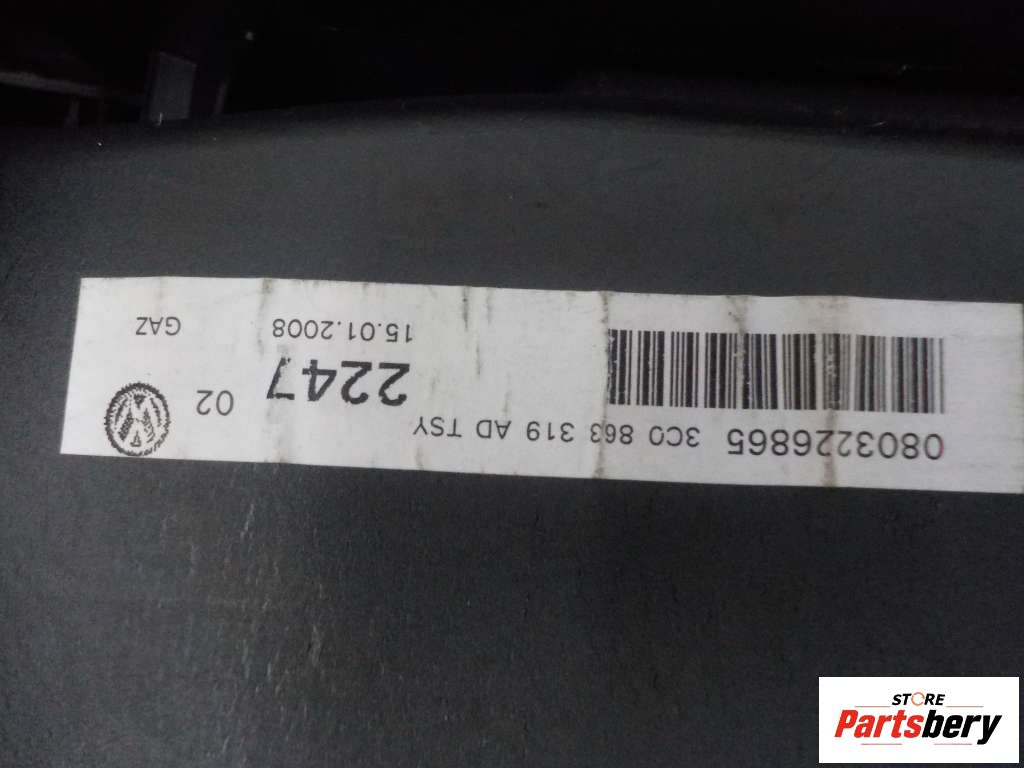 0803226865 3C0 863 319 AD TSY
2247 02
15.01.2008 GAZ
STORE
Partsbery